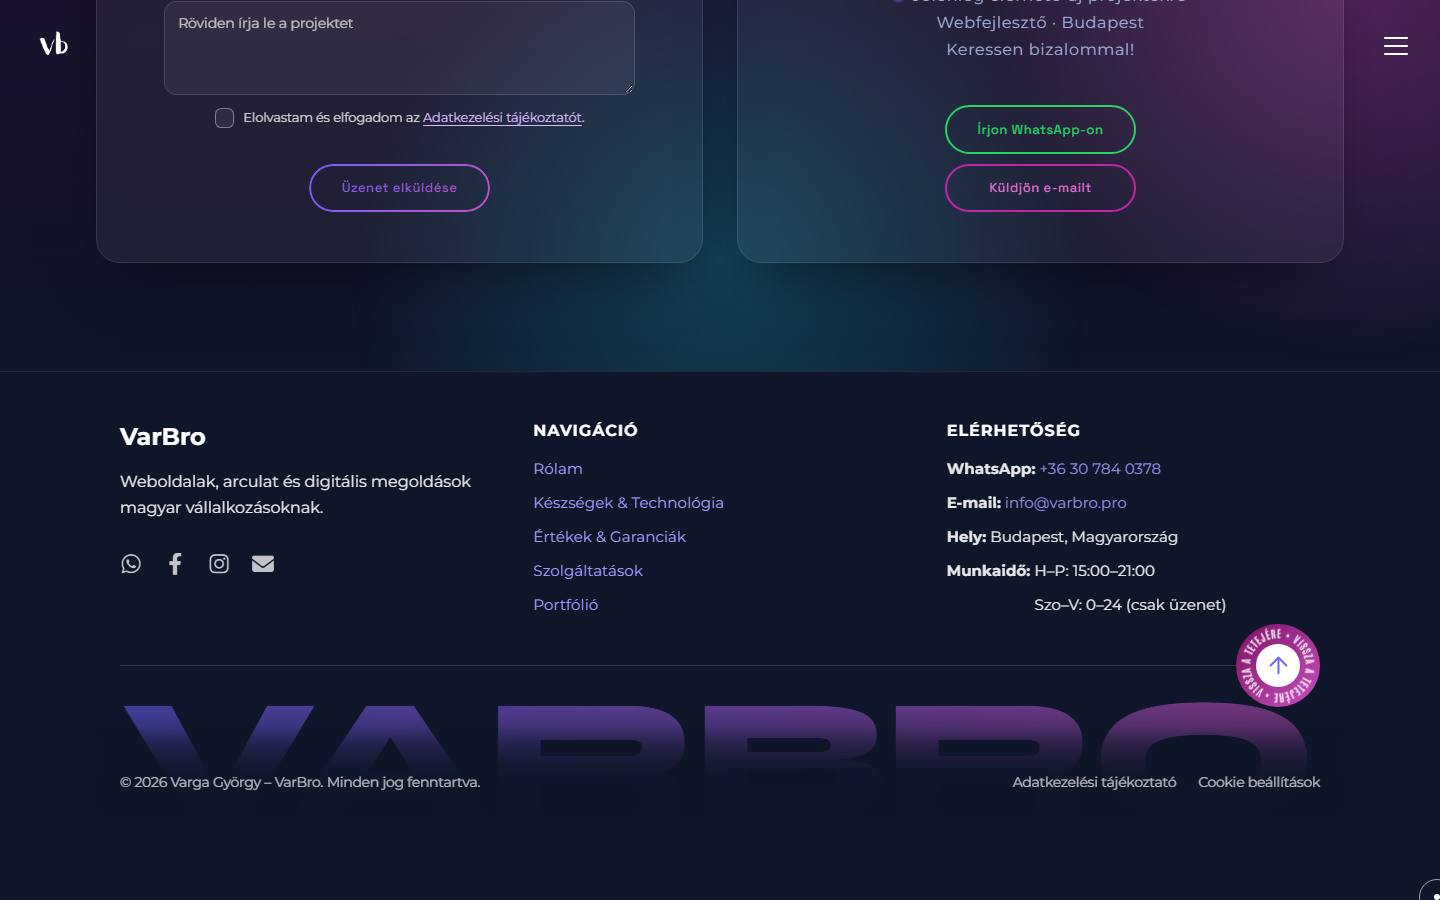 vb
Röviden írja le a projektet
Elolvastam és elfogadom az Adatkezelési tájékoztatót.
Üzenet elküldése
Webfejlesztő · Budapest
Keressen bizalommal!
Írjon WhatsApp-on
Küldjön e-mailt
VarBro
Weboldalak, arculat és digitális megoldások
magyar vállalkozásoknak.
NAVIGÁCIÓ
Rólam
Készségek & Technológia
Értékek & Garanciák
Szolgáltatások
Portfólió
ELÉRHETŐSÉG
WhatsApp: +36 30 784 0378
E-mail: info@varbro.pro
Hely: Budapest, Magyarország
Munkaidő: H–P: 15:00–21:00
Szo–V: 0–24 (csak üzenet)
VISSZA A TETEJÉRE • VISSZA A TETEJÉRE •
VARBRO
© 2026 Varga György – VarBro. Minden jog fenntartva.
Adatkezelési tájékoztató
Cookie beállítások